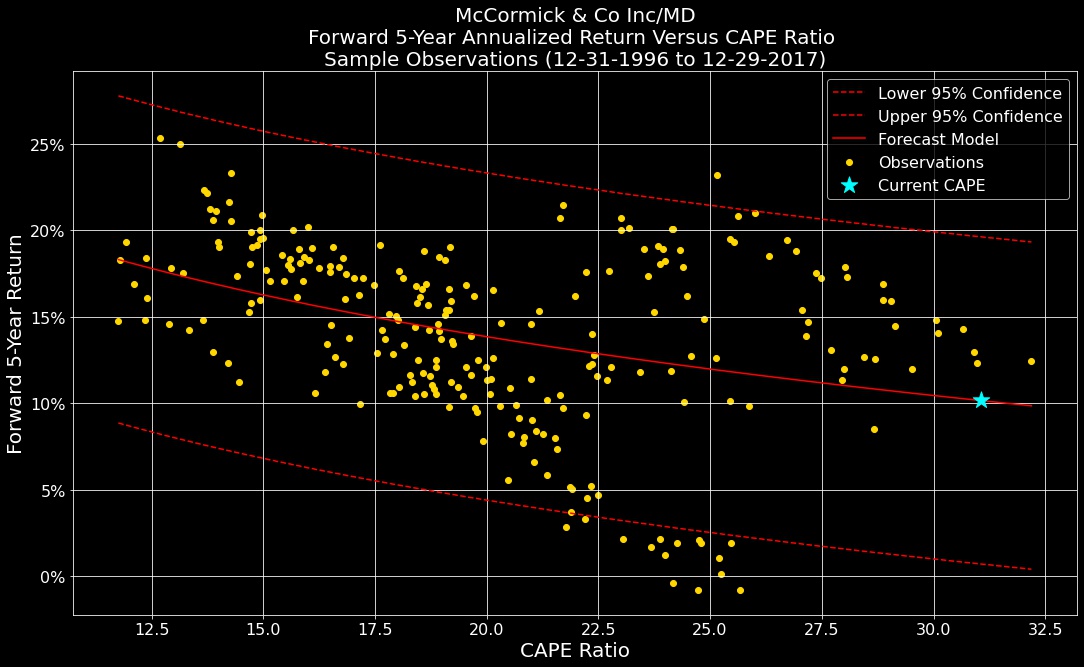 McCormick & Co Inc/MD
Forward 5-Year Annualized Return Versus CAPE Ratio
Sample Observations (12-31-1996 to 12-29-2017)
Lower 95% Confidence
Upper 95% Confidence
Forecast Model
Observations
Current CAPE
Forward 5-Year Return
25%
20%
15%
10%
5%
0%
12.5 15.0 17.5 20.0 22.5 25.0 27.5 30.0 32.5
CAPE Ratio